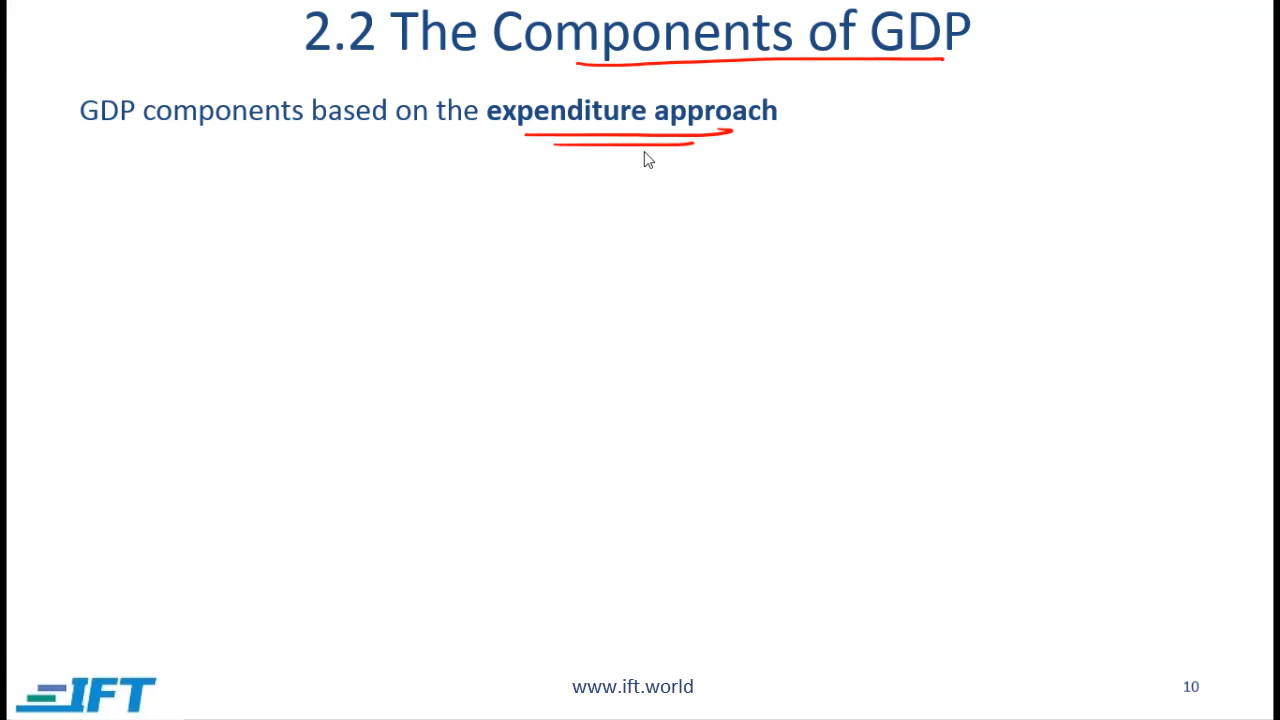 2.2 The Components of GDP
GDP components based on the expenditure approach
IFT
www.ift.world
10